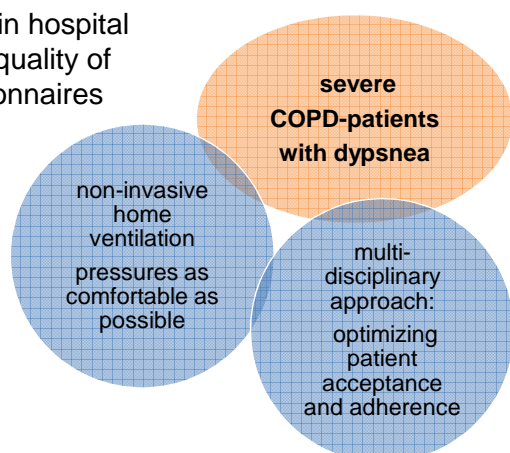 in hospital
quality of
onnaires
severe
COPD-patients
with dypsnea
non-invasive
home
ventilation
pressures as
comfortable as
possible
multi-
disciplinary
approach:
optimizing
patient
acceptance
and adherence